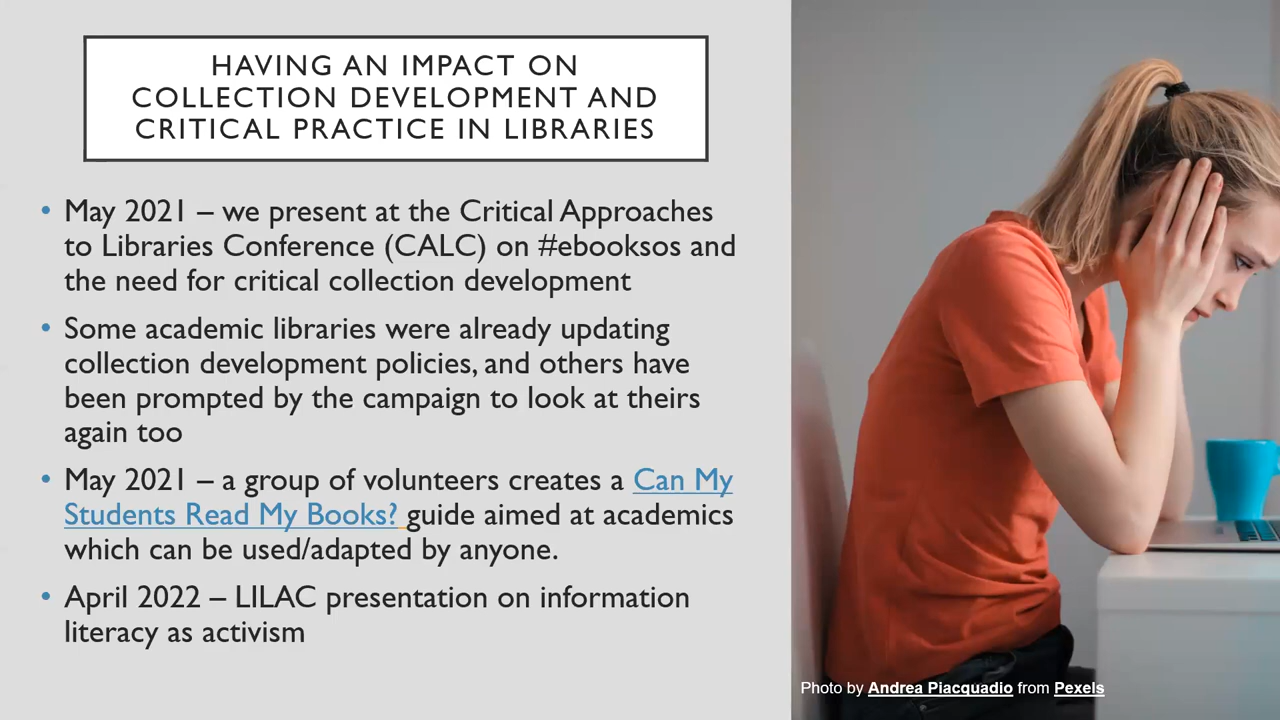 HAVING AN IMPACT ON
COLLECTION DEVELOPMENT AND
CRITICAL PRACTICE IN LIBRARIES
• May 2021 – we present at the Critical Approaches
to Libraries Conference (CALC) on #ebooksos and
the need for critical collection development
• Some academic libraries were already updating
collection development policies, and others have
been prompted by the campaign to look at theirs
again too
• May 2021 – a group of volunteers creates a Can My
Students Read My Books? guide aimed at academics
which can be used/adapted by anyone.
• April 2022 – LILAC presentation on information
literacy as activism
Photo by Andrea Piacquadio from Pexels